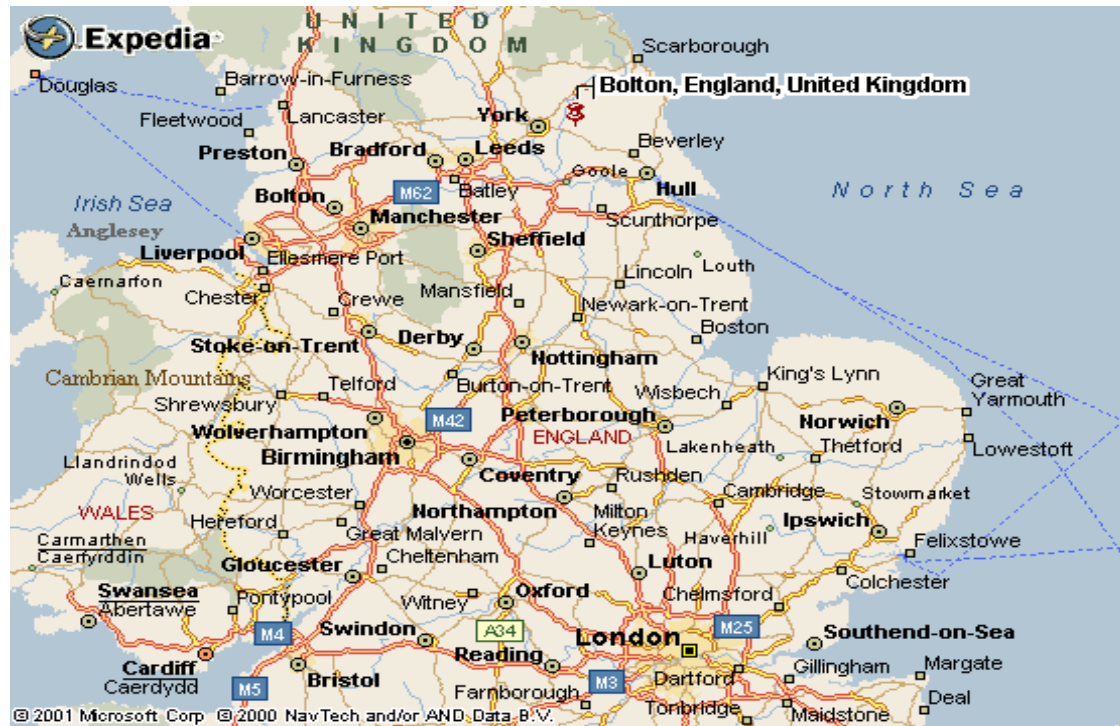 Expedia
UNITED
KINGDOM
Scarborough
Douglas
Barrow-in-Furness
Bolton, England, United Kingdom
Lancaster
York
Fleetwood
Beverley
Preston
Bradford
Leeds
Goole
Batley
Hull
M62
Bolton
North Sea
Irish Sea
Manchester
Scunthorpe
Anglesey
Liverpool
Sheffield
Ellesmere Port
Lincoln
Louth
Caernarfon
Chester
Crewe
Mansfield
Newark-on-Trent
Boston
Stoke-on-Trent
Derby
Nottingham
Cambrian Mountains
Telford
Burton-on-Trent
Wisbech
King's Lynn
Great
Yarmouth
Shrewsbury
M42
Peterborough
Norwich
Wolverhampton
ENGLAND
Lakenheath
Thetford
Lowestoft
Birmingham
Llandrindod
Wells
Coventry
Rushden
Worcester
Cambridge
Stowmarket
WALES
Hereford
Northampton
Milton
Keynes
Ipswich
Great Malvern
Haverhill
Carmarthen
Caerfyrddin
Cheltenham
Felixstowe
Gloucester
Luton
Colchester
Swansea
Abertawe
Pontypool
Witney
Oxford
Chelmsford
M4
Swindon
A34
London
M25
Southend-on-Sea
Cardiff
Caerdydd
Reading
Bristol
M5
M3
Dartford
Gillingham
Margate
Farnborough
Deal
Tonbridge
Maidstone
© 2001 Microsoft Corp © 2000 NavTech and/or AND Data B.V.